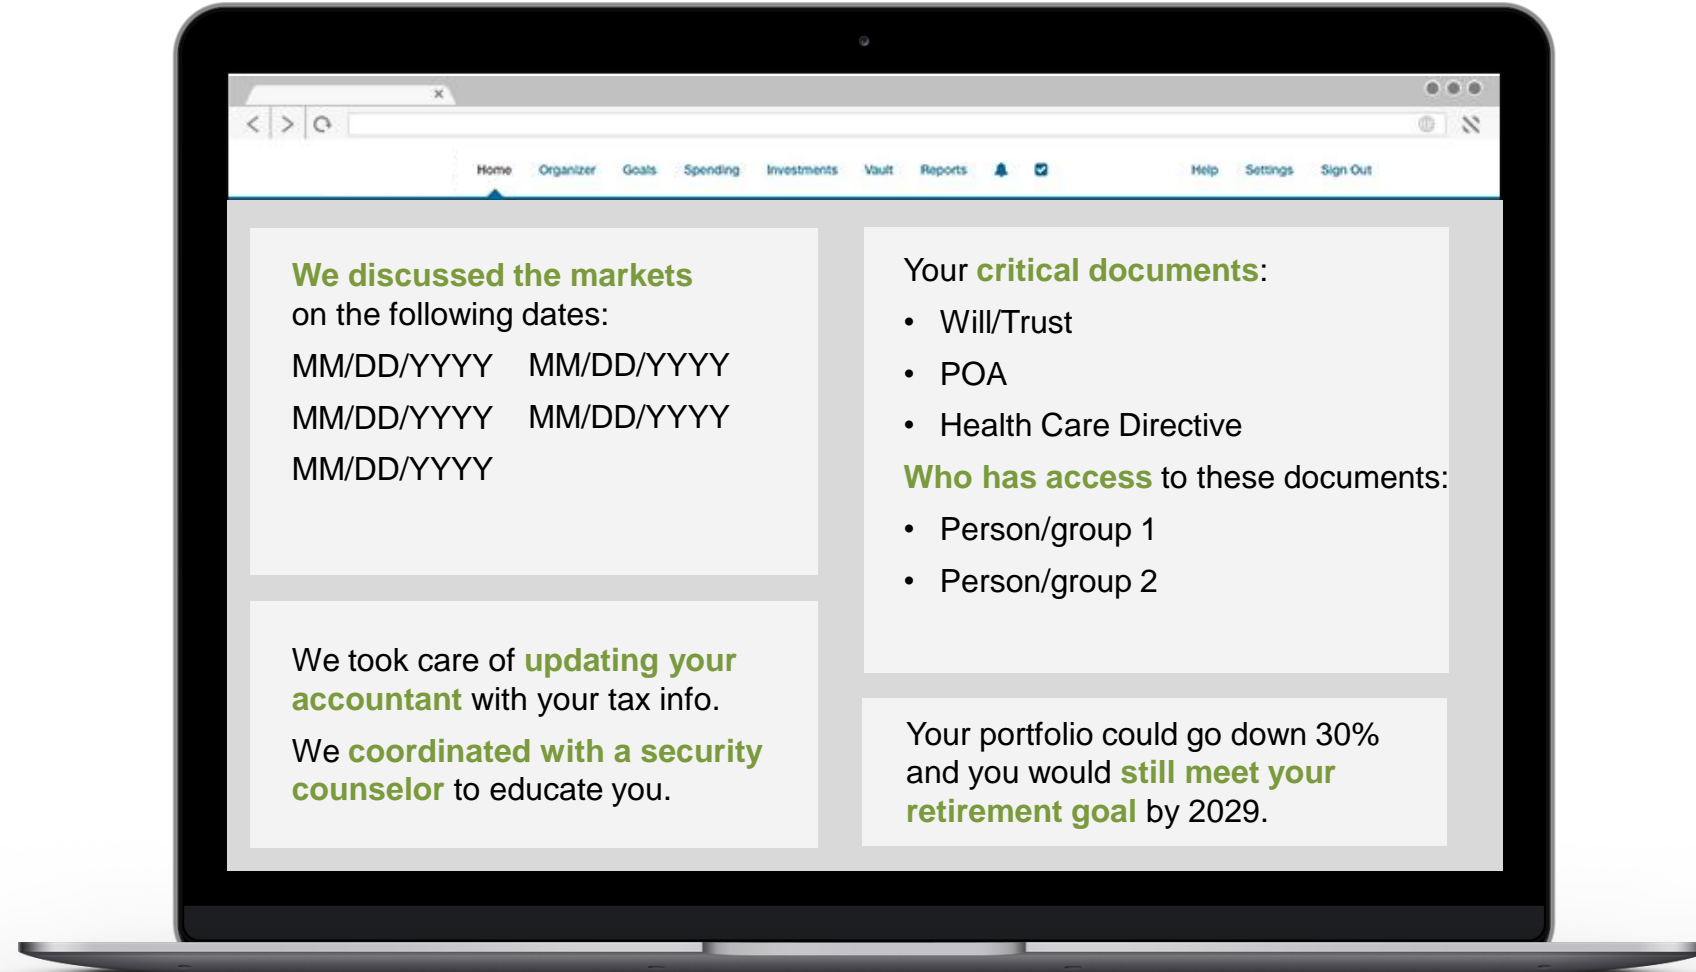 Home Organizer Goals Spending Investments Vault Reports Help Settings Sign Out
We discussed the markets
on the following dates:
MM/DD/YYYY MM/DD/YYYY
MM/DD/YYYY MM/DD/YYYY
MM/DD/YYYY
We took care of updating your
accountant with your tax info.
We coordinated with a security
counselor to educate you.
Your critical documents:
• Will/Trust
• POA
• Health Care Directive
Who has access to these documents:
• Person/group 1
• Person/group 2
Your portfolio could go down 30%
and you would still meet your
retirement goal by 2029.